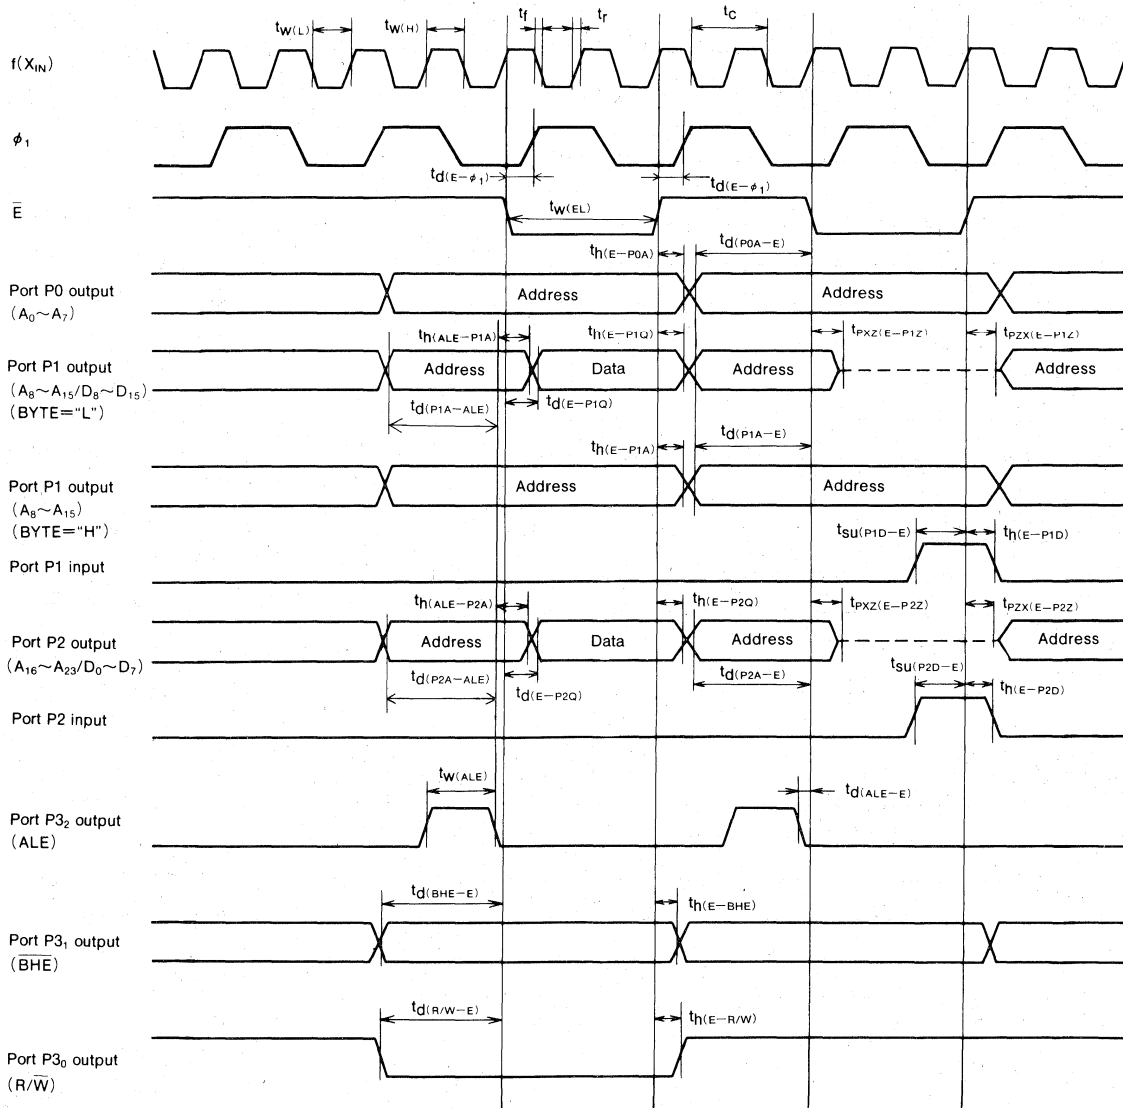 tf tr tC
tW(L) tW(H)
f(XIN)
ϕ1
td(E−ϕ1) td(E−ϕ1)
E̅ tW(EL)
th(E−P0A) td(P0A−E)
Port P0 output Address Address
(A0∼A7)
th(ALE−P1A) th(E−P1Q) tPXZ(E−P1Z) tPZX(E−P1Z)
Port P1 output Address Data Address Address
(A8∼A15/D8∼D15) td(P1A−ALE) td(E−P1Q)
(BYTE=“L”)
th(E−P1A) td(P1A−E)
Port P1 output Address Address
(A8∼A15)
(BYTE=“H”) tsu(P1D−E) th(E−P1D)
Port P1 input
th(ALE−P2A) th(E−P2Q) tPXZ(E−P2Z) tPZX(E−P2Z)
Port P2 output Address Data Address Address
(A16∼A23/D0∼D7) td(P2A−ALE) td(E−P2Q) td(P2A−E) tsu(P2D−E)
th(E−P2D)
Port P2 input
tW(ALE) td(ALE−E)
Port P32 output
(ALE)
td(BHE−E) th(E−BHE)
Port P31 output
(B̅H̅E̅)
td(R/W−E) th(E−R/W)
Port P30 output
(R/W̅)